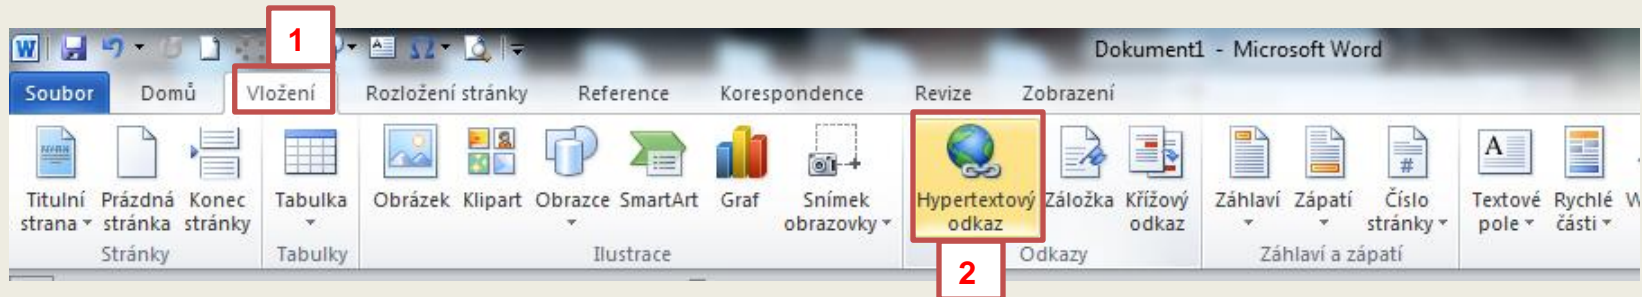 1
W
Dokument1 - Microsoft Word
Soubor Domů Vložení Rozložení stránky Reference Korespondence Revize Zobrazení
A
#
Titulní strana
Prázdná stránka
Konec stránky
Tabulka
Obrázek
Klipart
Obrazce
SmartArt
Graf
Snímek obrazovky
Hypertextový odkaz
Záložka
Křížový odkaz
Záhlaví
Zápatí
Číslo stránky
Textové pole
Rychlé části
W
Stránky Tabulky Ilustrace Odkazy Záhlaví a zápatí
2